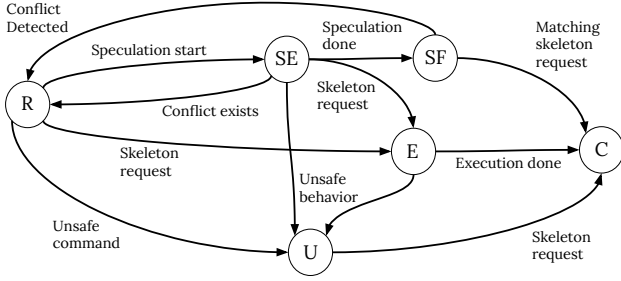 Conflict
Detected
Speculation start
Speculation
done
Matching
skeleton
request
SE
SF
Skeleton
request
R
Conflict exists
Skeleton
request
E
Execution done
C
Unsafe
behavior
Unsafe
command
U
Skeleton
request